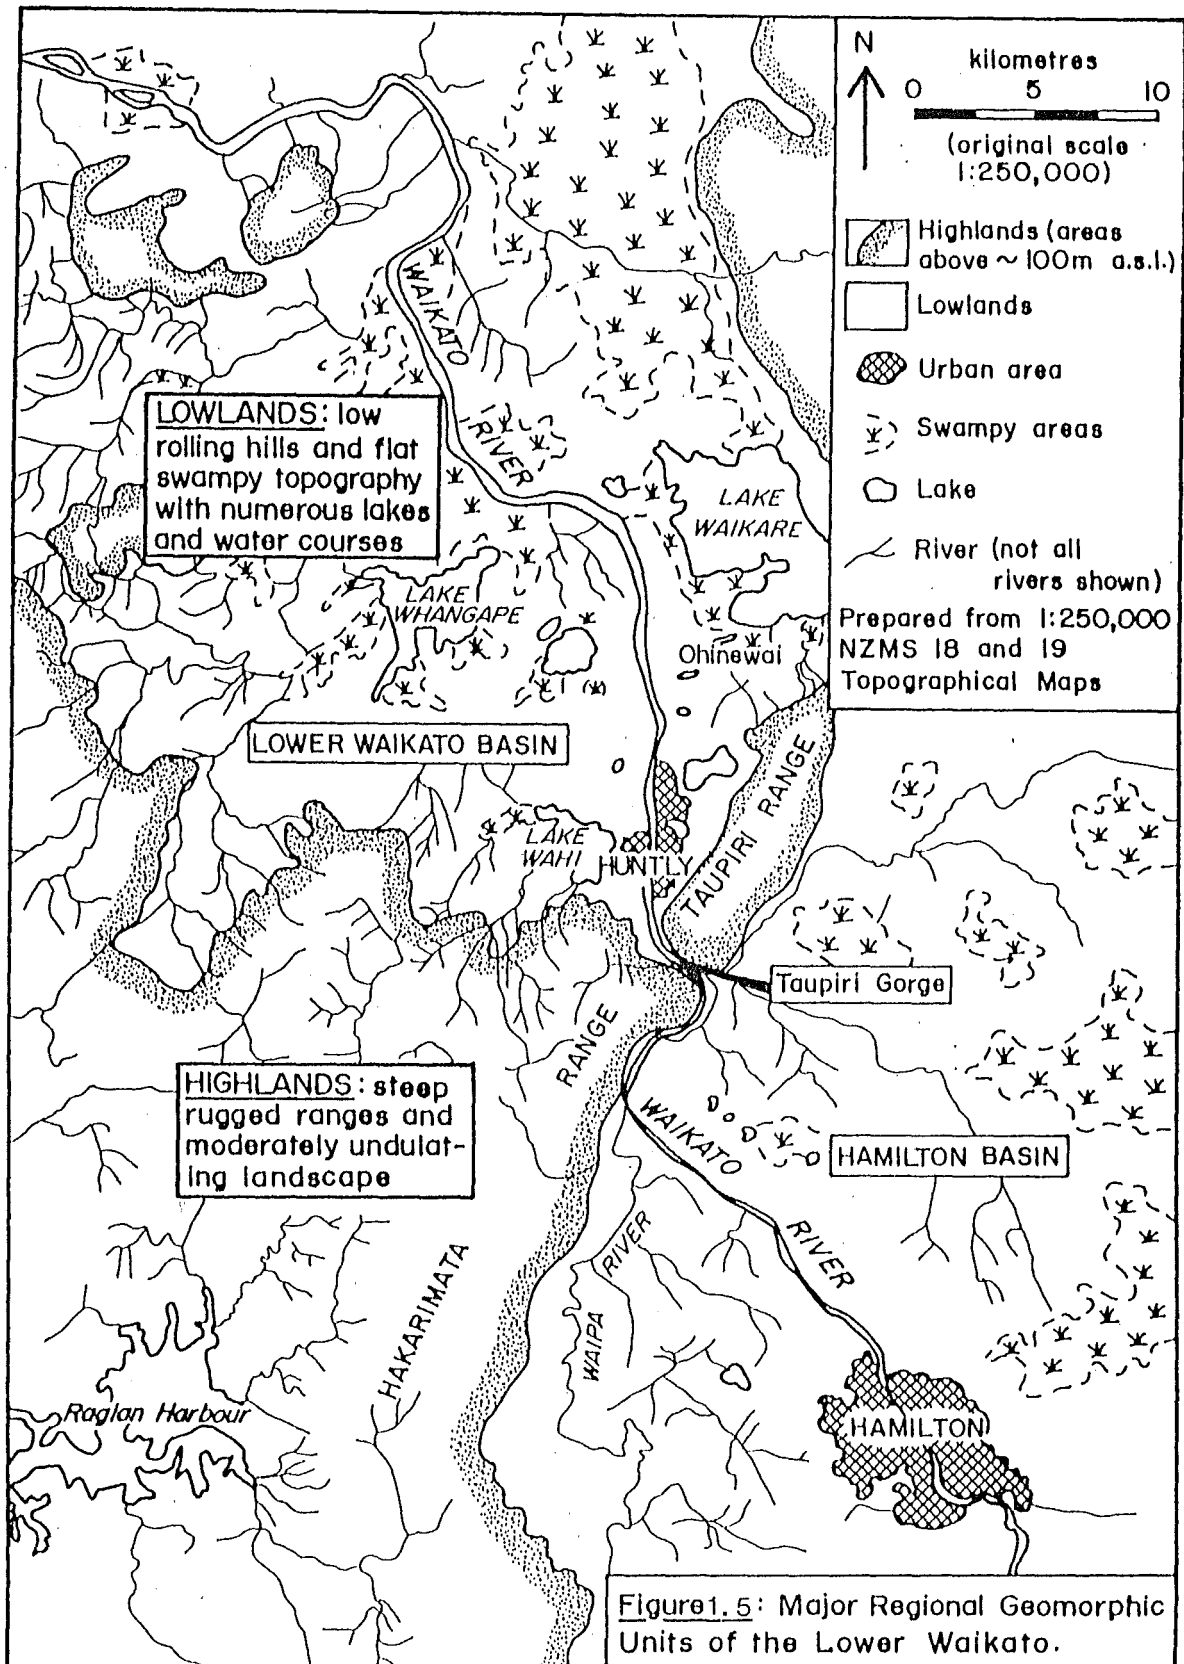 N
kilometres
0 5 10
(original scale
1:250,000)
Highlands (areas
above ~ 100m a.s.l.)
Lowlands
Urban area
Swampy areas
Lake
River (not all
rivers shown)
Prepared from 1:250,000
NZMS 18 and 19
Topographical Maps
WAIKATO
RIVER
LOWLANDS: low
rolling hills and flat
swampy topography
with numerous lakes
and water courses
LAKE
WAIKARE
LAKE
WHANGAPE
Ohinewai
LOWER WAIKATO BASIN
LAKE
WAHI
HUNTLY
TAUPIRI RANGE
Taupiri Gorge
HIGHLANDS: steep
rugged ranges and
moderately undulat-
ing landscape
HAKARIMATA
RANGE
WAIKATO
RIVER
HAMILTON BASIN
WAIPA
RIVER
Raglan Harbour
HAMILTON
Figure 1.5: Major Regional Geomorphic
Units of the Lower Waikato.